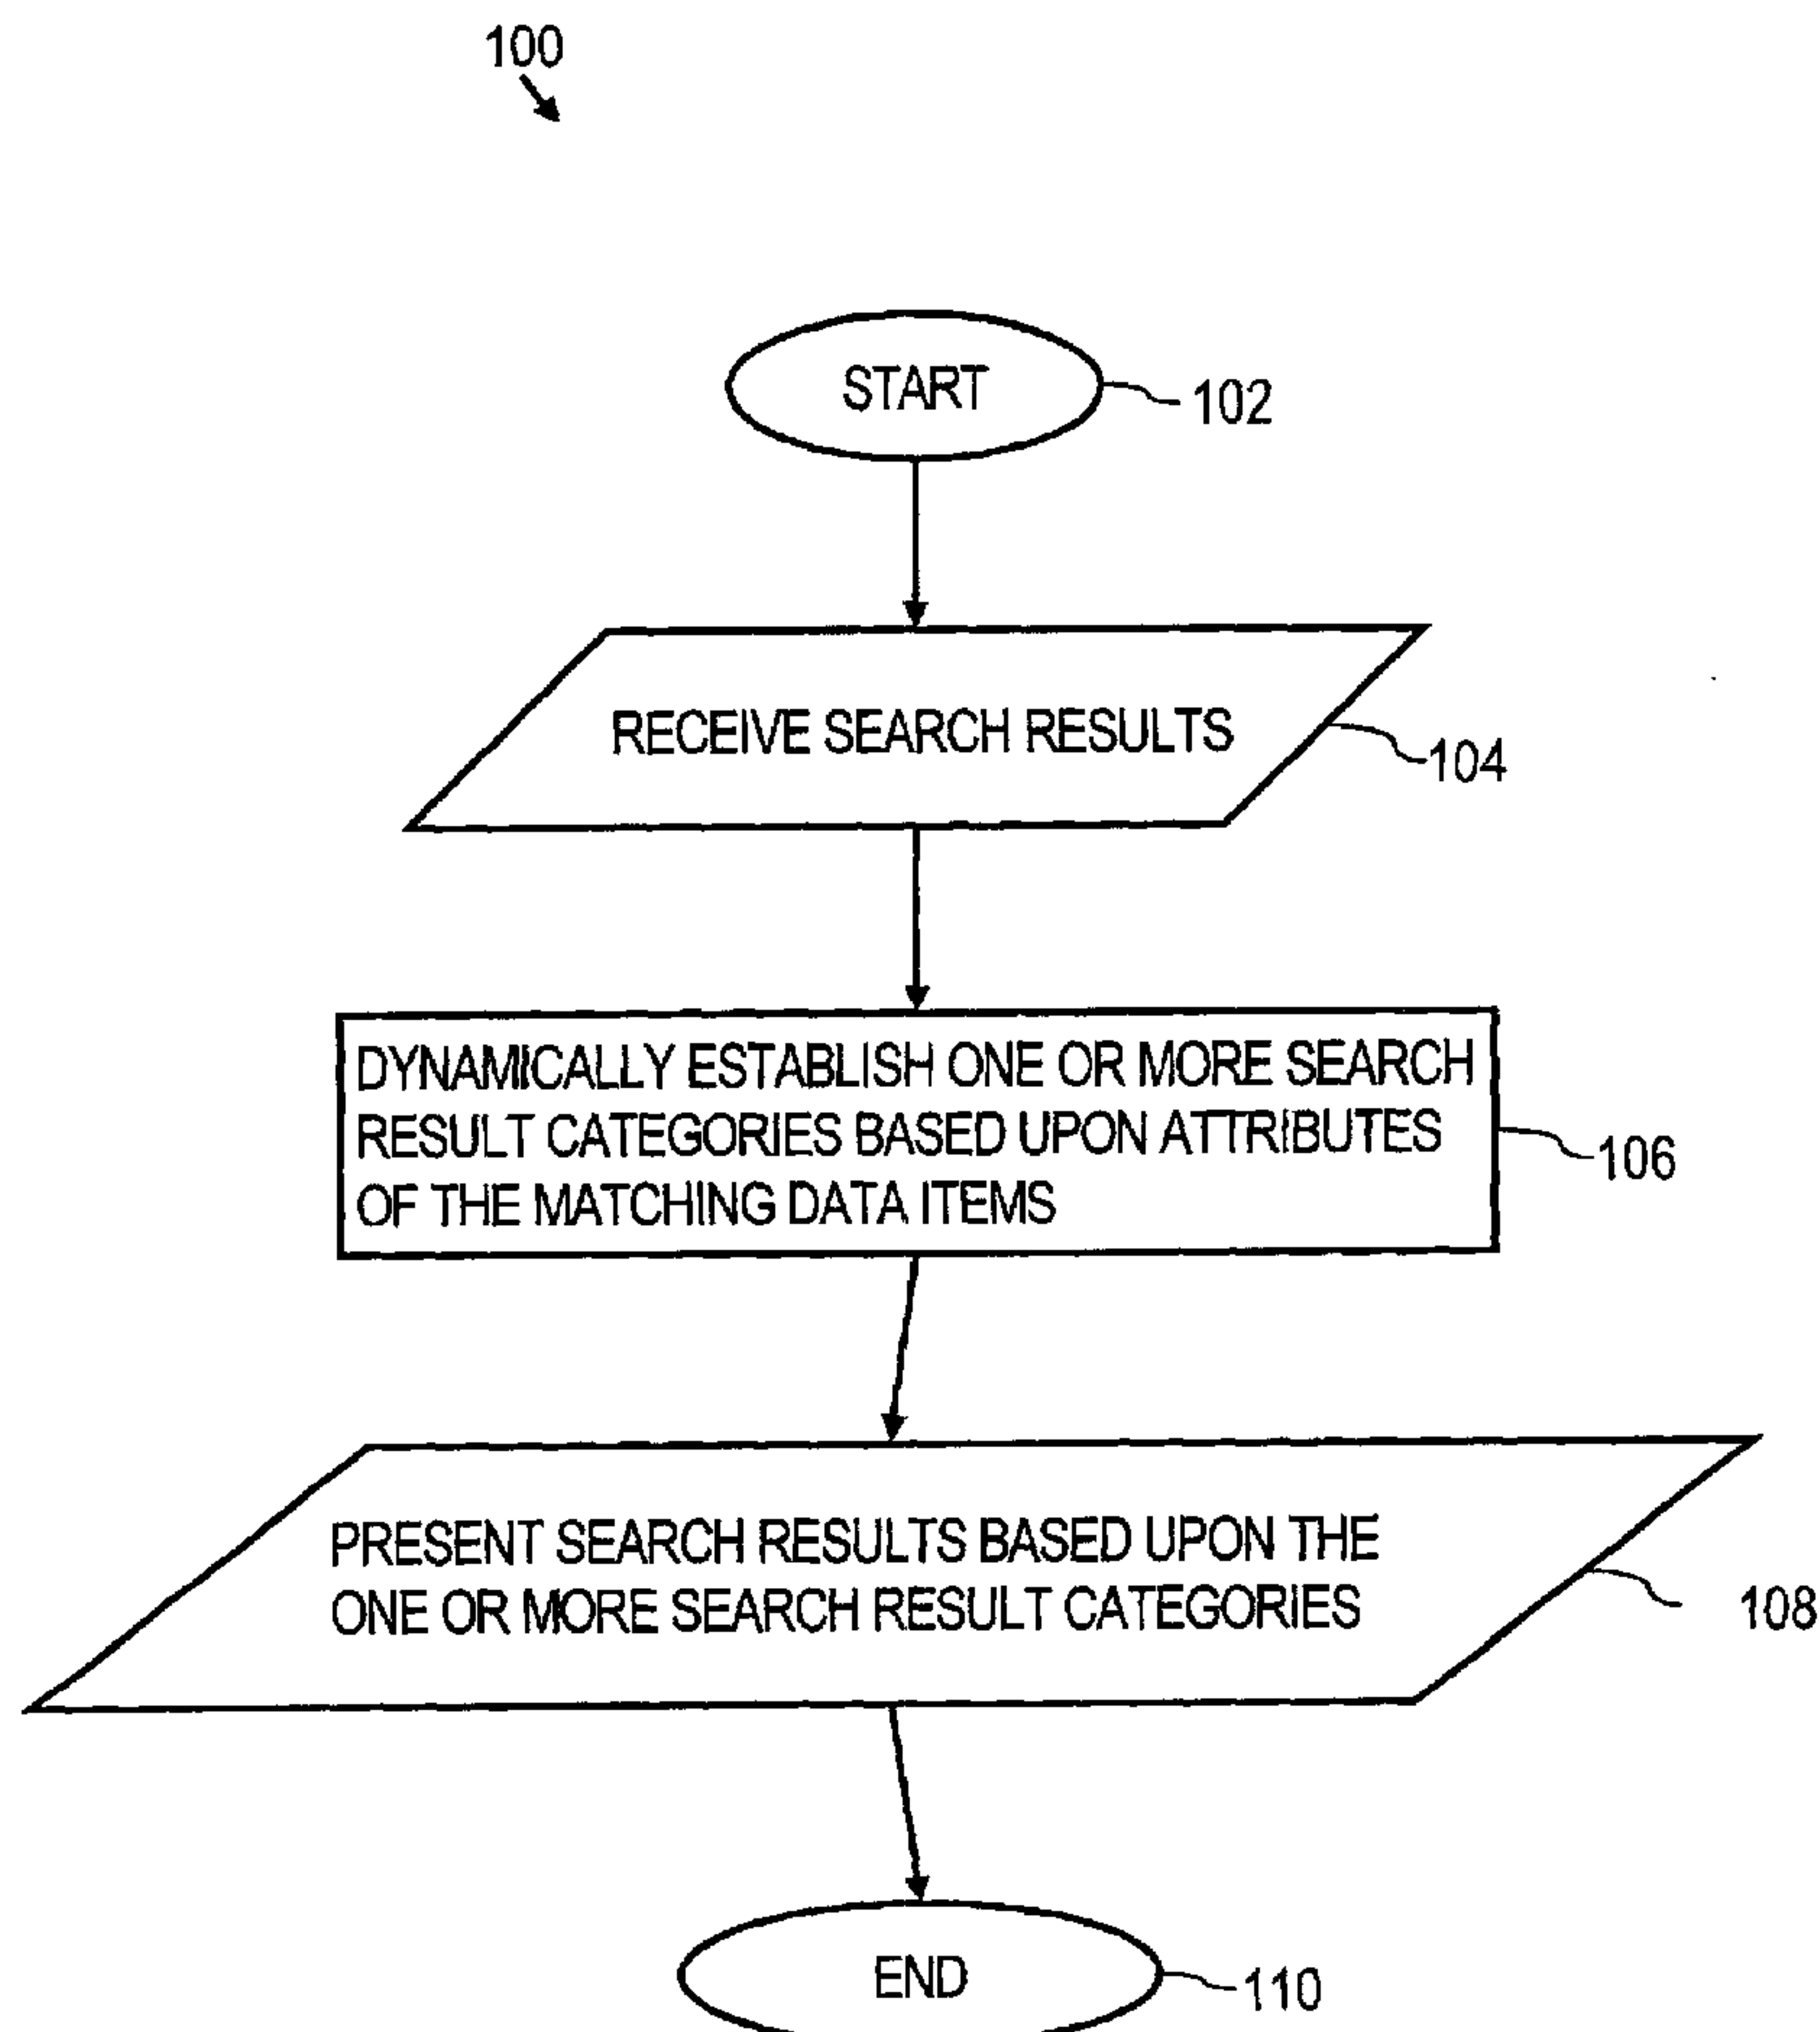 100
START
102
RECEIVE SEARCH RESULTS
104
DYNAMICALLY ESTABLISH ONE OR MORE SEARCH
RESULT CATEGORIES BASED UPON ATTRIBUTES
OF THE MATCHING DATA ITEMS
106
PRESENT SEARCH RESULTS BASED UPON THE
ONE OR MORE SEARCH RESULT CATEGORIES
108
END
110